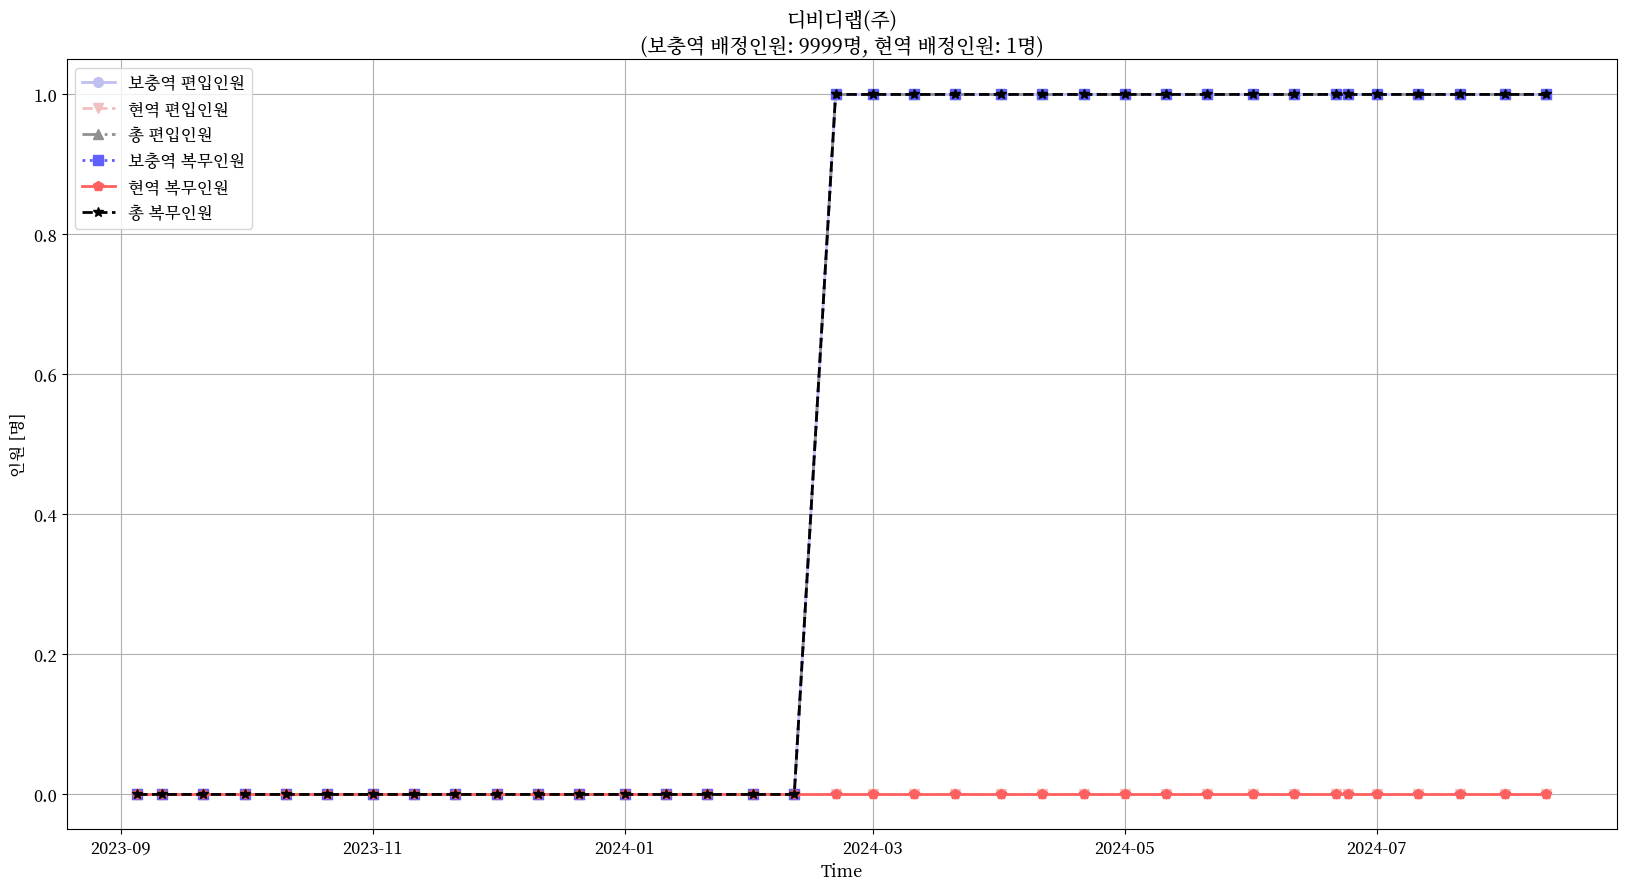 디비디랩(주)
(보충역 배정인원: 9999명, 현역 배정인원: 1명)
보충역 편입인원
현역 편입인원
총 편입인원
보충역 복무인원
현역 복무인원
총 복무인원
인원 [명]
1.0
0.8
0.6
0.4
0.2
0.0
2023-09
2023-11
2024-01
2024-03
2024-05
2024-07
Time